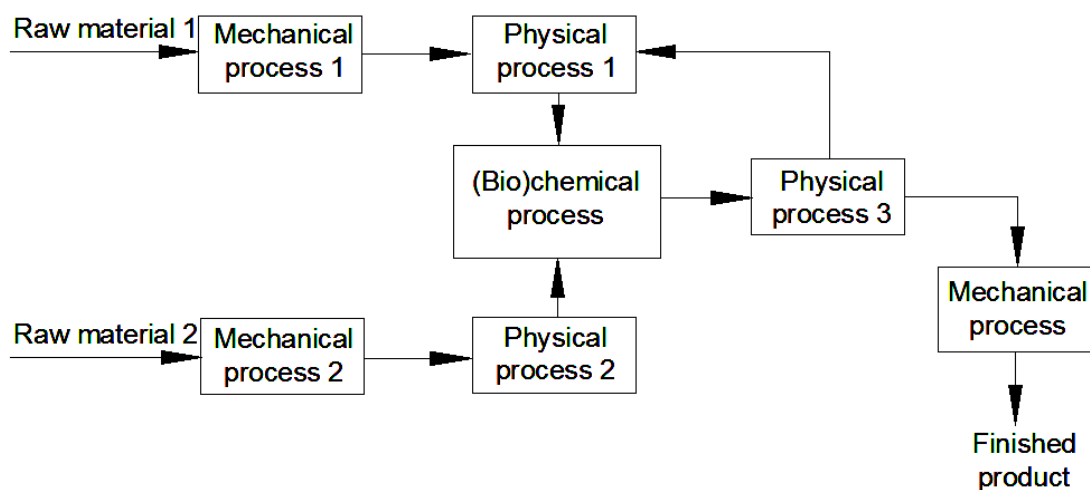 Raw material 1
Mechanical
process 1
Physical
process 1
(Bio)chemical
process
Physical
process 3
Mechanical
process
Raw material 2
Mechanical
process 2
Physical
process 2
Finished
product